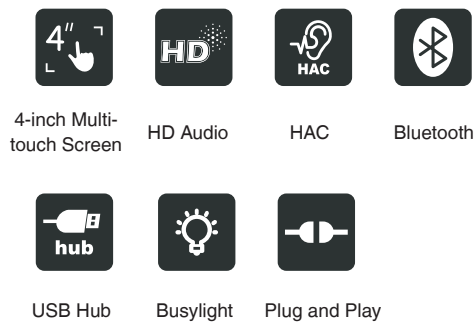 4"
HD
HAC
4-inch Multi-
touch Screen
HD Audio
HAC
Bluetooth
hub
USB Hub
Busylight
Plug and Play